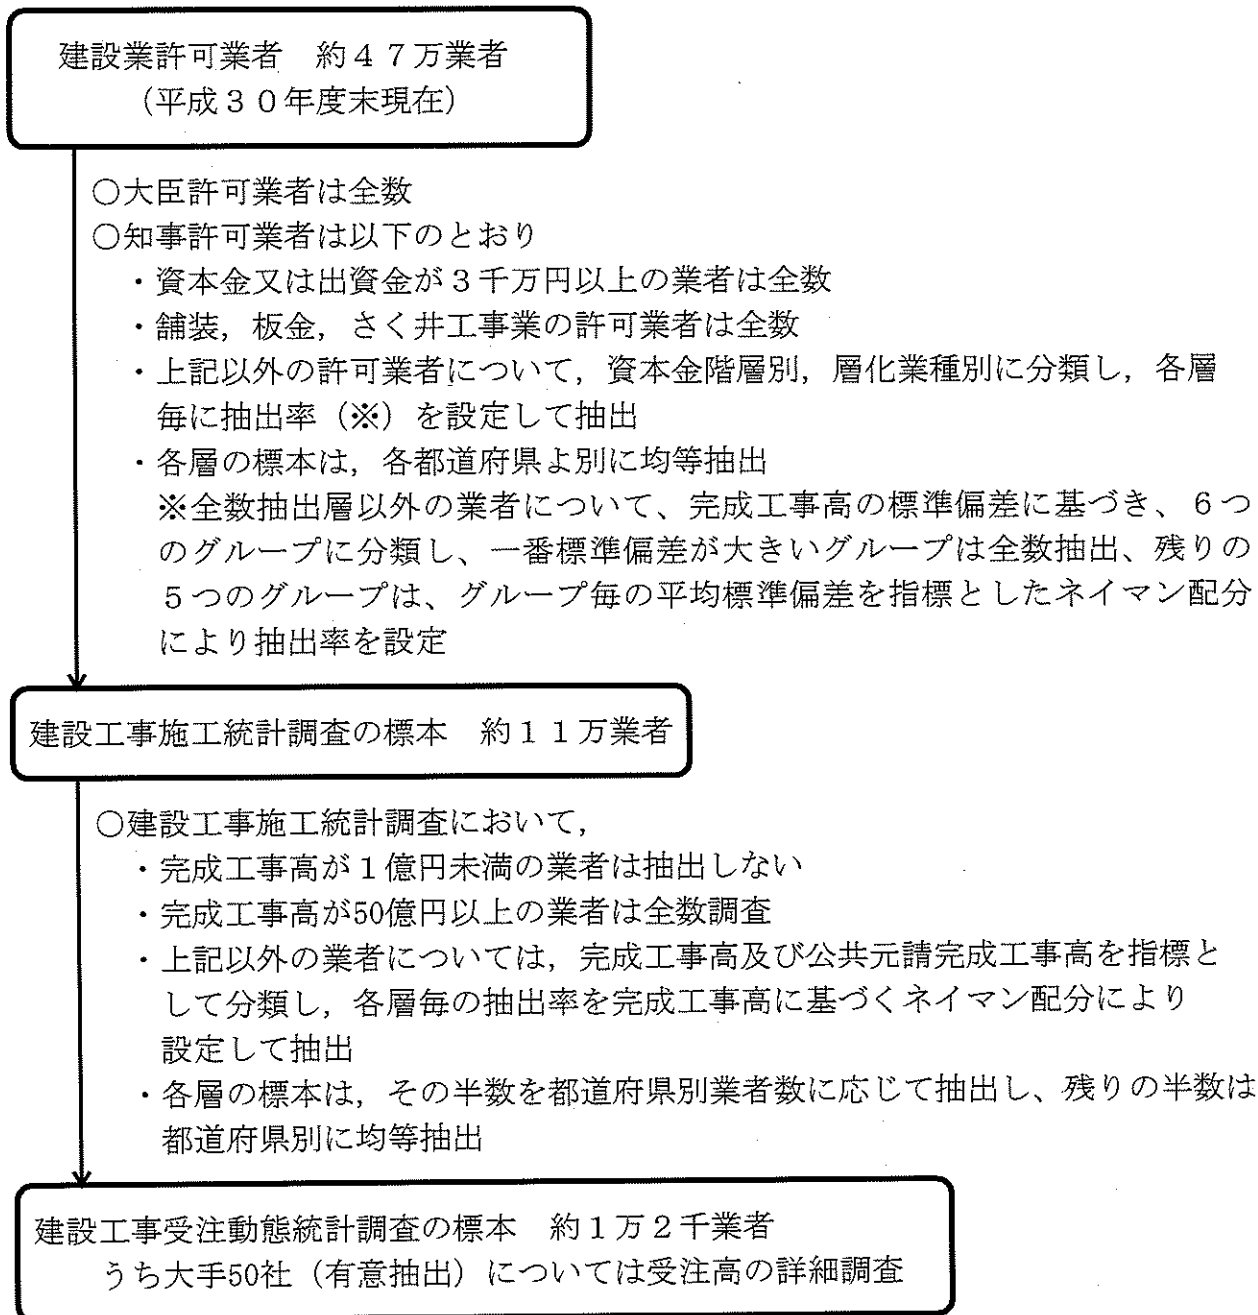 建設業許可業者　約４７万業者
（平成３０年度末現在）
○大臣許可業者は全数
○知事許可業者は以下のとおり
・資本金又は出資金が３千万円以上の業者は全数
・舗装，板金，さく井工事業の許可業者は全数
・上記以外の許可業者について，資本金階層別，層化業種別に分類し，各層
毎に抽出率（※）を設定して抽出
・各層の標本は，各都道府県よ別に均等抽出
※全数抽出層以外の業者について、完成工事高の標準偏差に基づき、６つ
のグループに分類し、一番標準偏差が大きいグループは全数抽出、残りの
５つのグループは、グループ毎の平均標準偏差を指標としたネイマン配分
により抽出率を設定
建設工事施工統計調査の標本　約１１万業者
○建設工事施工統計調査において，
・完成工事高が１億円未満の業者は抽出しない
・完成工事高が50億円以上の業者は全数調査
・上記以外の業者については，完成工事高及び公共元請完成工事高を指標と
して分類し，各層毎の抽出率を完成工事高に基づくネイマン配分により
設定して抽出
・各層の標本は，その半数を都道府県別業者数に応じて抽出し、残りの半数は
都道府県別に均等抽出
建設工事受注動態統計調査の標本　約１万２千業者
うち大手50社（有意抽出）については受注高の詳細調査